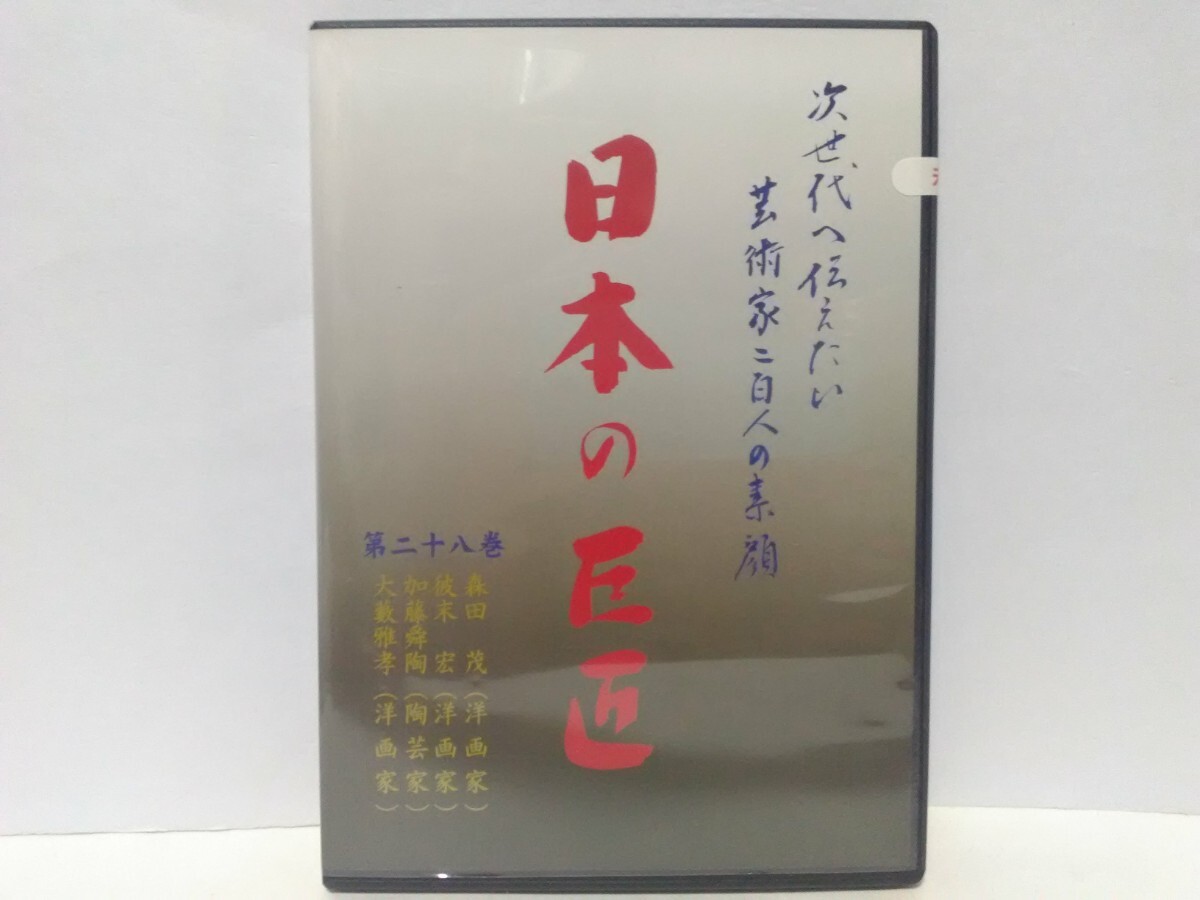 次世代へ伝えたい
芸術家二百人の素顔
日本の巨匠
第二十八巻
森田 茂(洋画家)
彼末 宏(洋画家)
加藤舜陶(陶芸家)
大藪雅孝(洋画家)